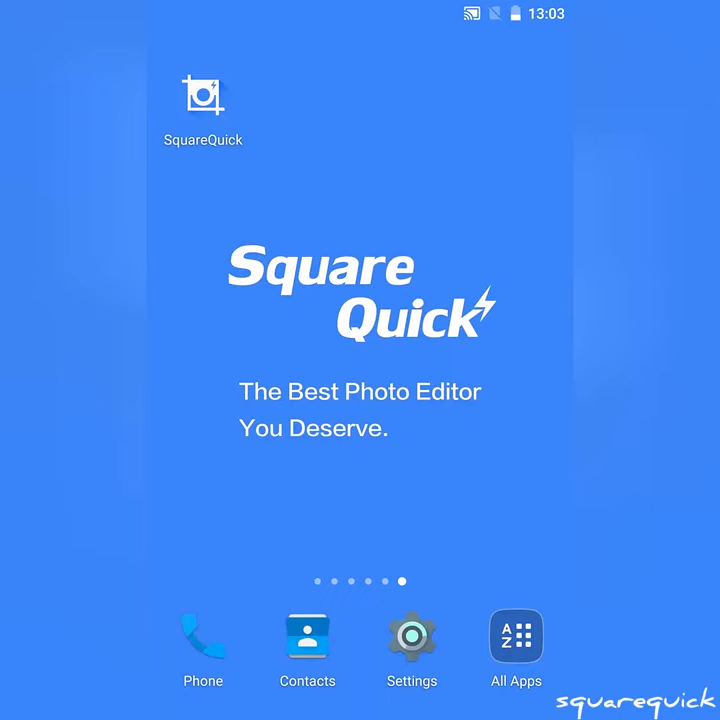 13:03
SquareQuick
Square
Quick
The Best Photo Editor
You Deserve.
A
Z
Phone
Contacts
Settings
All Apps
squarequick